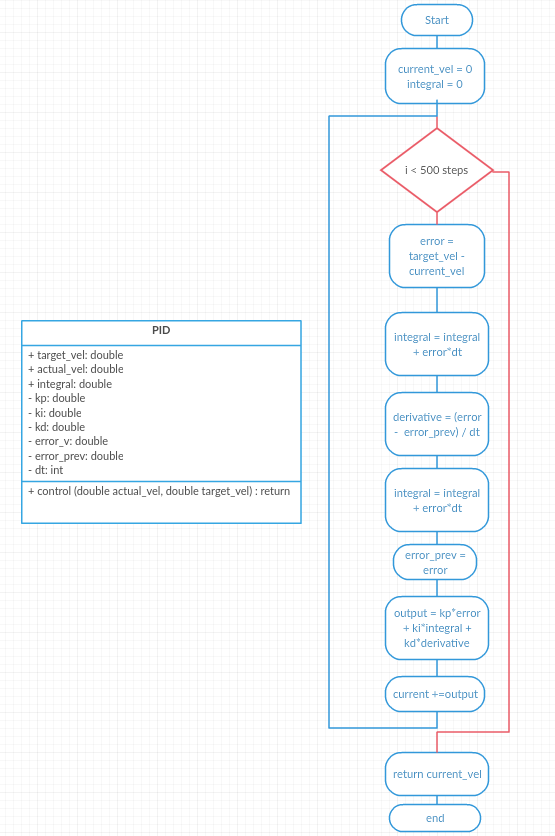 Start
current_vel = 0
integral = 0
i < 500 steps
error =
target_vel -
current_vel
integral = integral
+ error*dt
derivative = (error
- error_prev) / dt
integral = integral
+ error*dt
error_prev =
error
output = kp*error
+ ki*integral +
kd*derivative
current +=output
return current_vel
end
PID
+ target_vel: double
+ actual_vel: double
+ integral: double
- kp: double
- ki: double
- kd: double
- error_v: double
- error_prev: double
- dt: int
+ control (double actual_vel, double target_vel) : return